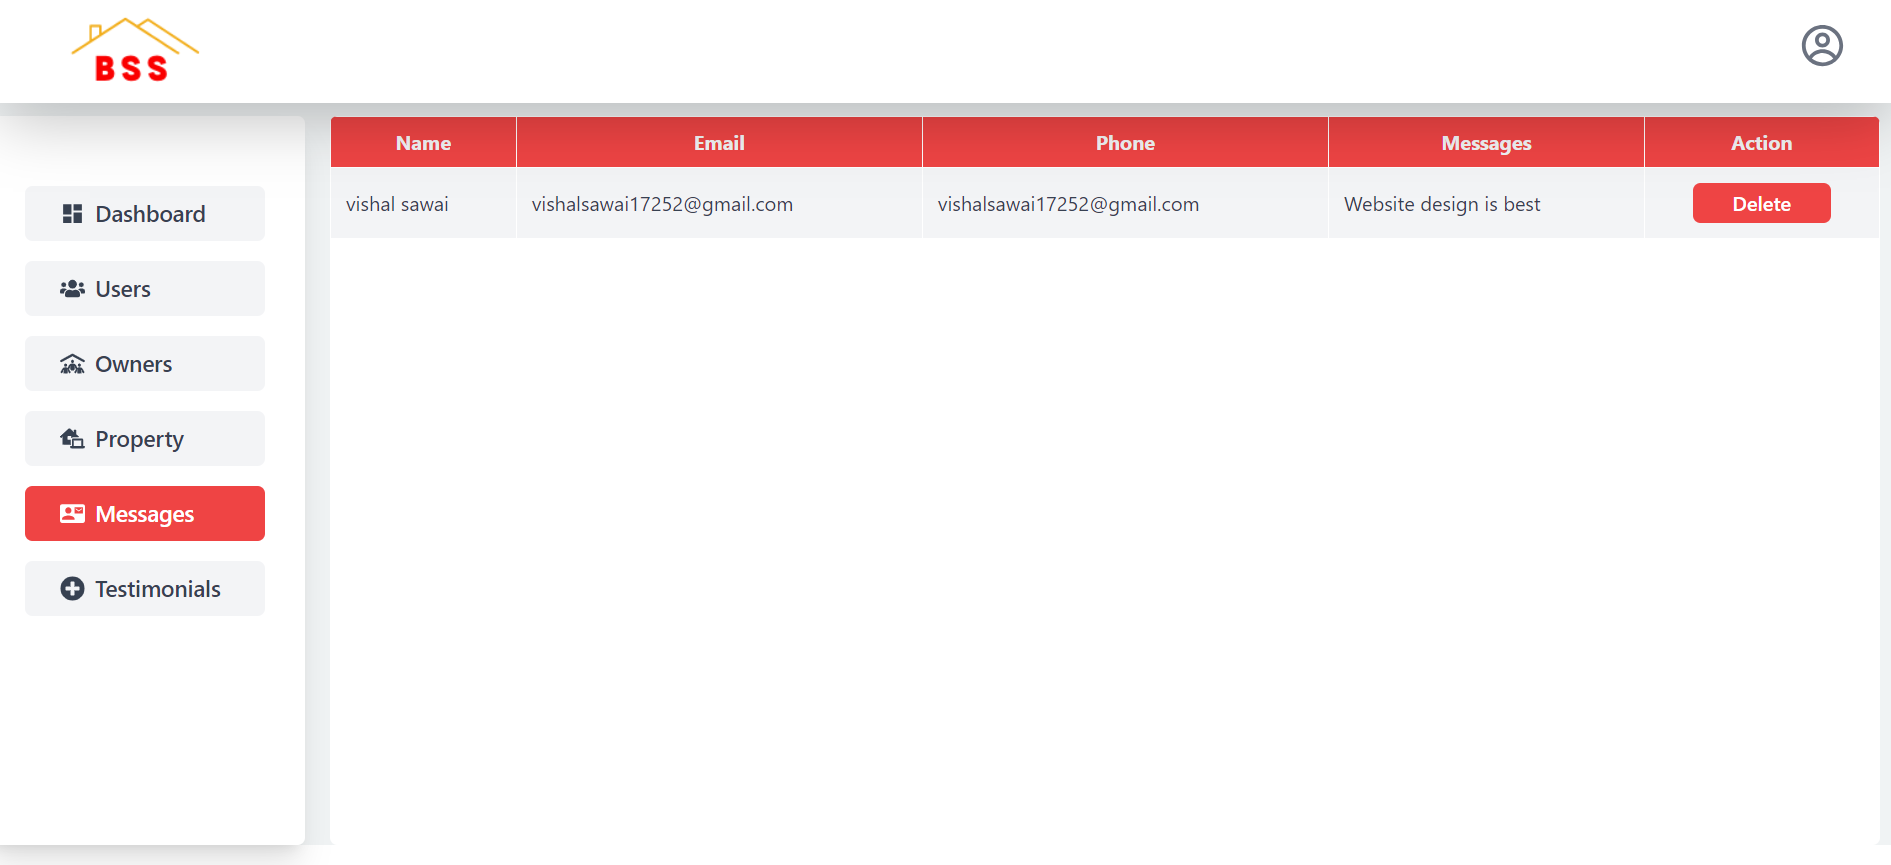 BSS
Dashboard
Users
Owners
Property
Messages
Testimonials
Name Email Phone Messages Action
vishal sawai vishalsawai17252@gmail.com vishalsawai17252@gmail.com Website design is best Delete